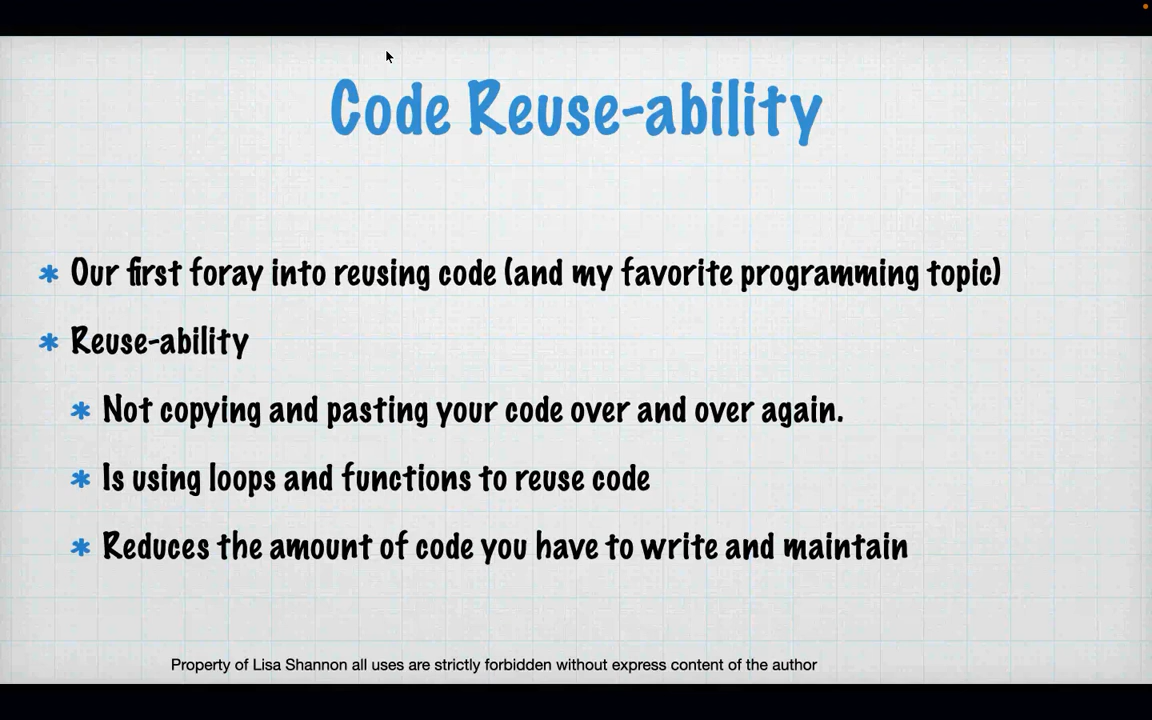 Code Reuse-ability
* Our first foray into reusing code (and my favorite programming topic)
* Reuse-ability
* Not copying and pasting your code over and over again.
* Is using loops and functions to reuse code
* Reduces the amount of code you have to write and maintain
Property of Lisa Shannon all uses are strictly forbidden without express content of the author